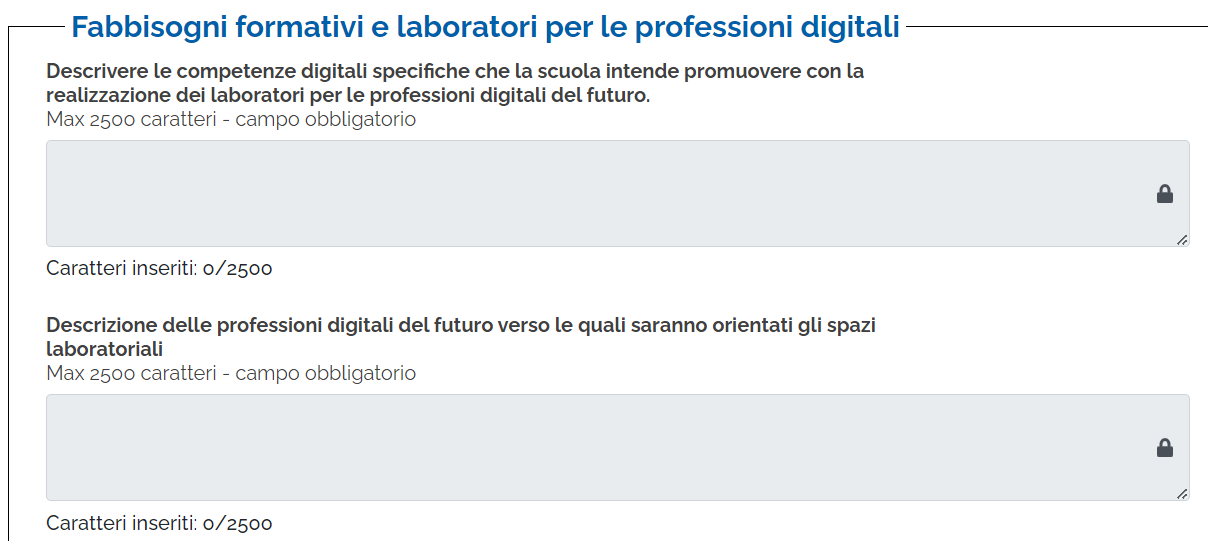 Fabbisogni formativi e laboratori per le professioni digitali
Descrivere le competenze digitali specifiche che la scuola intende promuovere con la
realizzazione dei laboratori per le professioni digitali del futuro.
Max 2500 caratteri - campo obbligatorio
Caratteri inseriti: 0/2500
Descrizione delle professioni digitali del futuro verso le quali saranno orientati gli spazi
laboratoriali
Max 2500 caratteri - campo obbligatorio
Caratteri inseriti: 0/2500